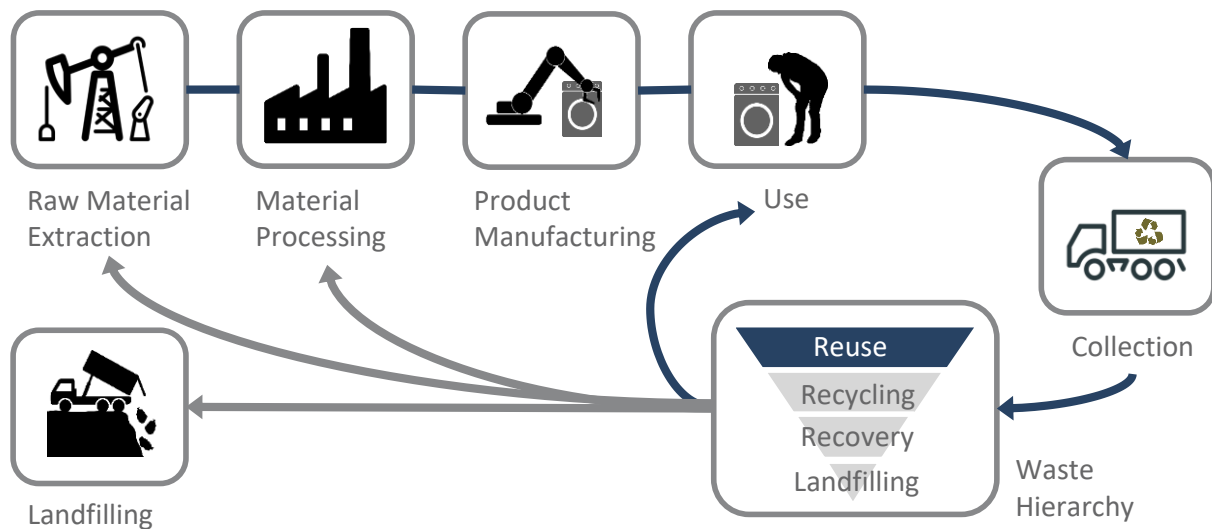 Raw Material
Extraction
Material
Processing
Product
Manufacturing
Use
Collection
Reuse
Recycling
Recovery
Landfilling
Waste
Hierarchy
Landfilling